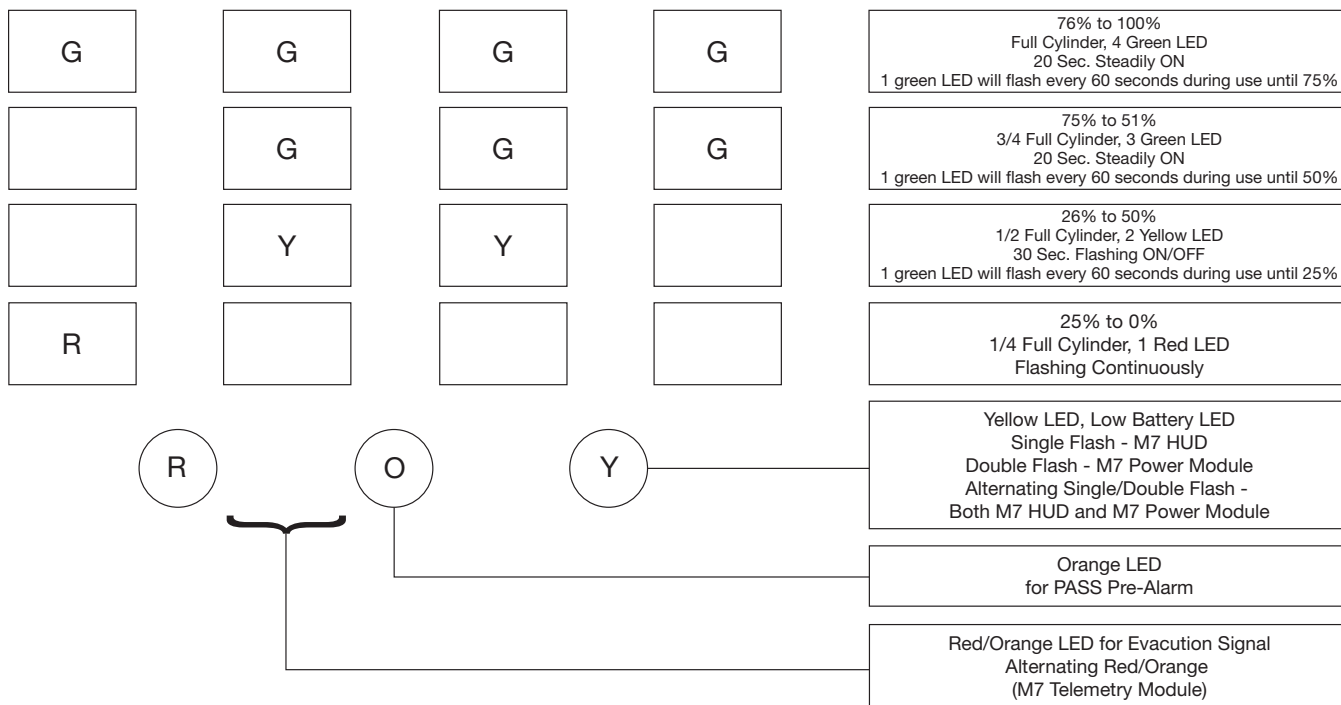 G G G G
76% to 100%
Full Cylinder, 4 Green LED
20 Sec. Steadily ON
1 green LED will flash every 60 seconds during use until 75%
G G G
75% to 51%
3/4 Full Cylinder, 3 Green LED
20 Sec. Steadily ON
1 green LED will flash every 60 seconds during use until 50%
Y Y
26% to 50%
1/2 Full Cylinder, 2 Yellow LED
30 Sec. Flashing ON/OFF
1 green LED will flash every 60 seconds during use until 25%
R
25% to 0%
1/4 Full Cylinder, 1 Red LED
Flashing Continuously
R O Y
Yellow LED, Low Battery LED
Single Flash - M7 HUD
Double Flash - M7 Power Module
Alternating Single/Double Flash -
Both M7 HUD and M7 Power Module
Orange LED
for PASS Pre-Alarm
Red/Orange LED for Evacution Signal
Alternating Red/Orange
(M7 Telemetry Module)